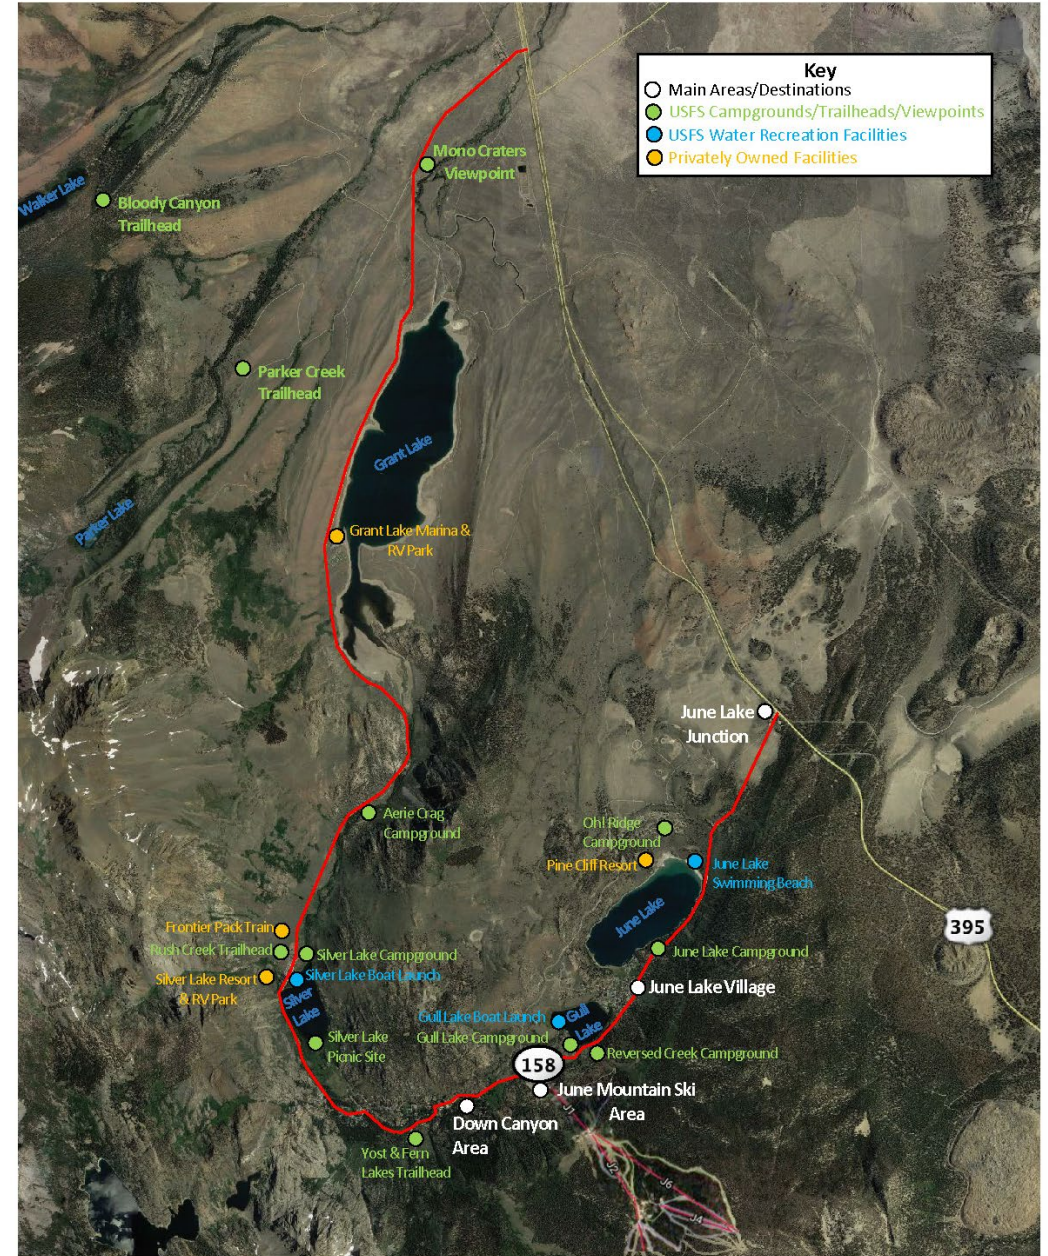 Key
Main Areas/Destinations
USFS Campgrounds/Trailheads/Viewpoints
USFS Water Recreation Facilities
Privately Owned Facilities
Mono Craters
Viewpoint
Walker Lake
Bloody Canyon
Trailhead
Parker Creek
Trailhead
Grant Lake
Parker Lake
Grant Lake Marina &
RV Park
June Lake
Junction
Aerie Crag
Campground
Oh! Ridge
Campground
Pine Cliff Resort
June Lake
Swimming Beach
June Lake
395
Frontier Pack Train
Rush Creek Trailhead
Silver Lake Campground
June Lake Campground
Silver Lake Resort
& RV Park
Silver Lake Boat Launch
June Lake Village
Silver
Lake
Gull Lake Boat Launch
Gull
Lake
Gull Lake Campground
Silver Lake
Picnic Site
Reversed Creek Campground
158
June Mountain Ski
Area
Down Canyon
Area
J1
Yost & Fern
Lakes Trailhead
J2
J6
J4